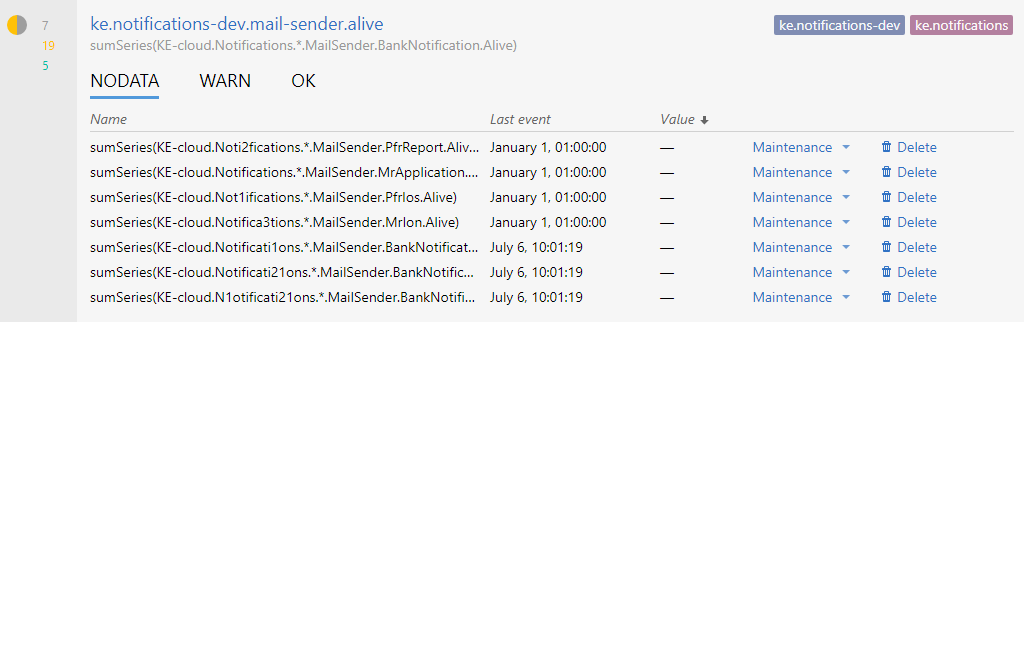 7
19
5
ke.notifications-dev.mail-sender.alive
ke.notifications-dev ke.notifications
sumSeries(KE-cloud.Notifications.*.MailSender.BankNotification.Alive)
NODATA WARN OK
Name Last event Value
sumSeries(KE-cloud.Noti2fications.*.MailSender.PfrReport.Aliv... January 1, 01:00:00 — Maintenance Delete
sumSeries(KE-cloud.Notifications.*.MailSender.MrApplication.... January 1, 01:00:00 — Maintenance Delete
sumSeries(KE-cloud.Not1ifications.*.MailSender.PfrIos.Alive) January 1, 01:00:00 — Maintenance Delete
sumSeries(KE-cloud.Notifica3tions.*.MailSender.MrIon.Alive) January 1, 01:00:00 — Maintenance Delete
sumSeries(KE-cloud.Notificati1ons.*.MailSender.BankNotificat... July 6, 10:01:19 — Maintenance Delete
sumSeries(KE-cloud.Notificati21ons.*.MailSender.BankNotific... July 6, 10:01:19 — Maintenance Delete
sumSeries(KE-cloud.N1otificati21ons.*.MailSender.BankNotifi... July 6, 10:01:19 — Maintenance Delete